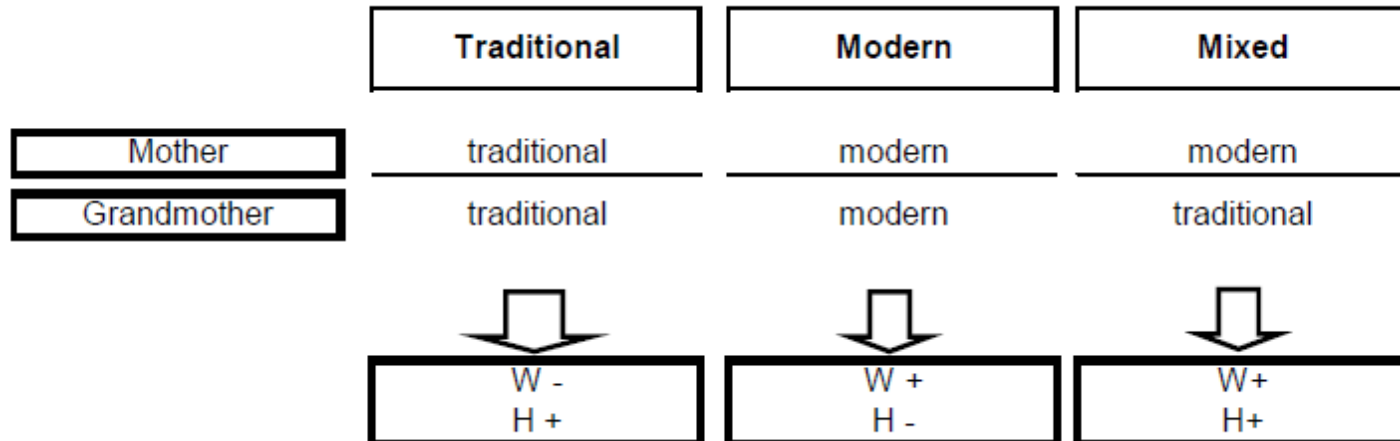 Traditional Modern Mixed
Mother traditional modern modern
Grandmother traditional modern traditional
W - W + W+
H + H - H+